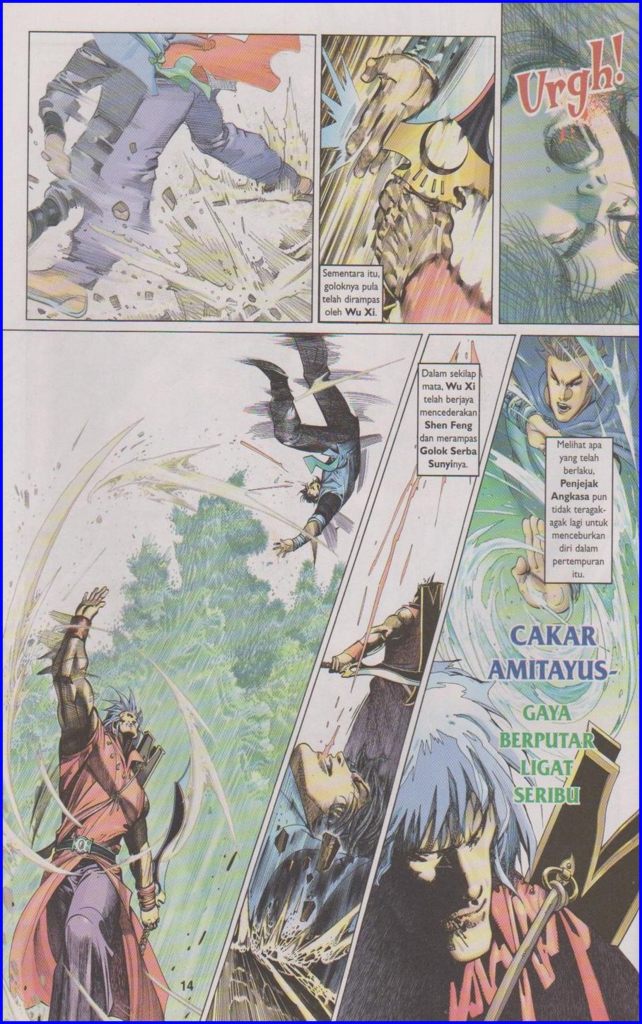 Urgh!
Sementara itu,
goloknya pula
telah dirampas
oleh Wu Xi.
Dalam sekilap
mata, Wu Xi
telah berjaya
mencederakan
Shen Feng
dan merampas
Golok Serba
Sunyinya.
Melihat apa
yang telah
berlaku,
Penjejak
Angkasa pun
tidak teragak-
agak lagi untuk
menceburkan
diri dalam
pertempuran
itu.
CAKAR
AMITAYUS-
GAYA
BERPUTAR
LIGAT
SERIBU
14